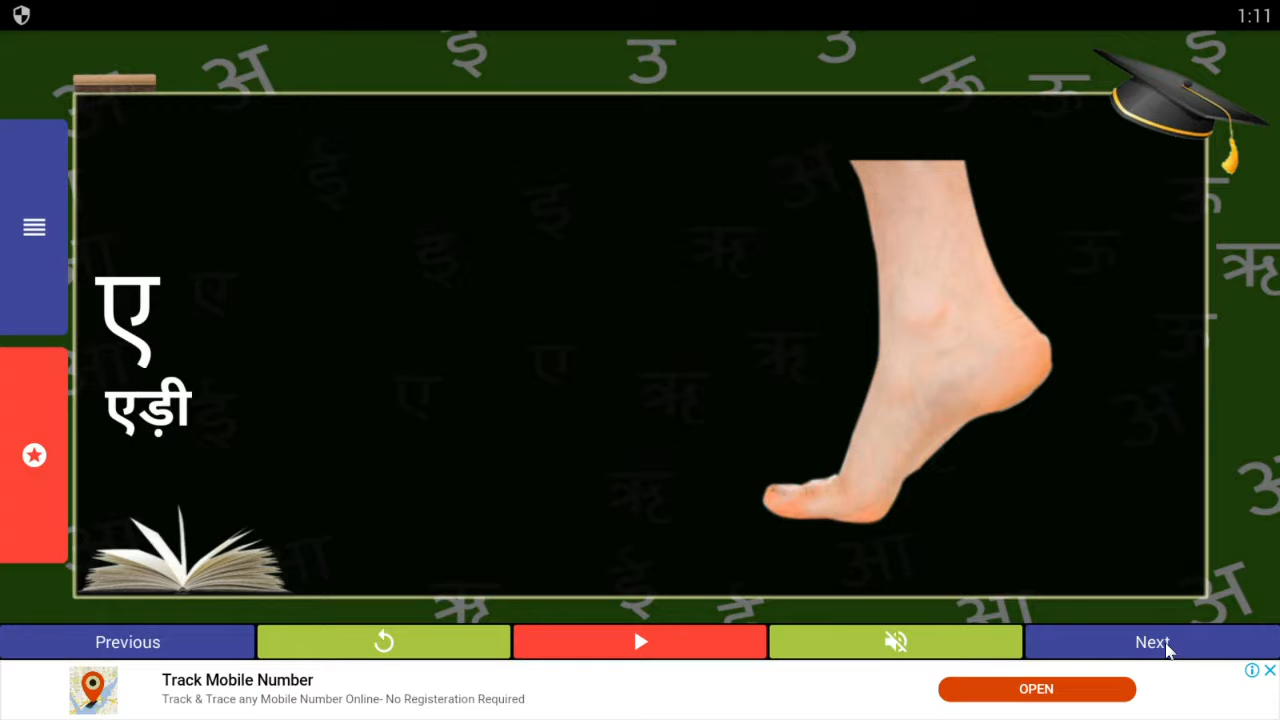 1:11
अ इ उ उ ऊ ऊ इ
ए
एड़ी
Previous
Next
Track Mobile Number
Track & Trace any Mobile Number Online- No Registeration Required
OPEN